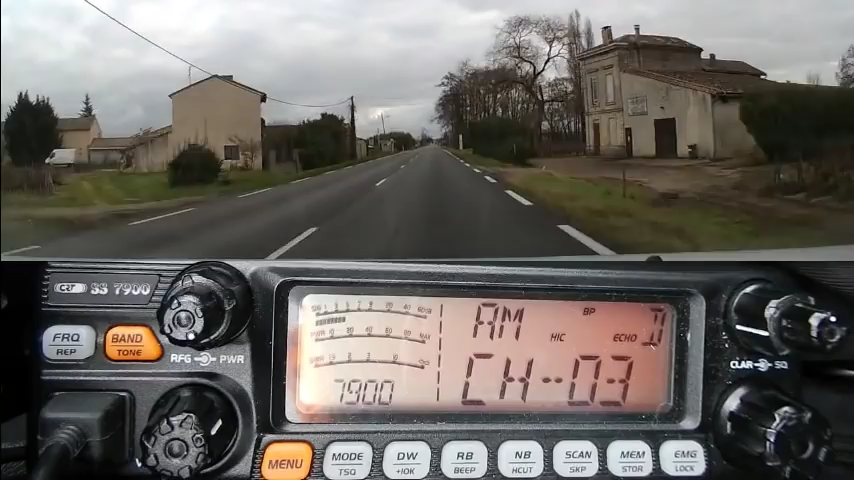 CRT SS 7900
FRQ
REP
BAND
TONE
RFG PWR
AM BP
HIC ECHO
CH--03
7900
CLAR SQ
MENU
MODE
TSQ
DW
+10K
RB
BEEP
NB
HCUT
SCAN
SKP
MEM
STOR
EMG
LOCK